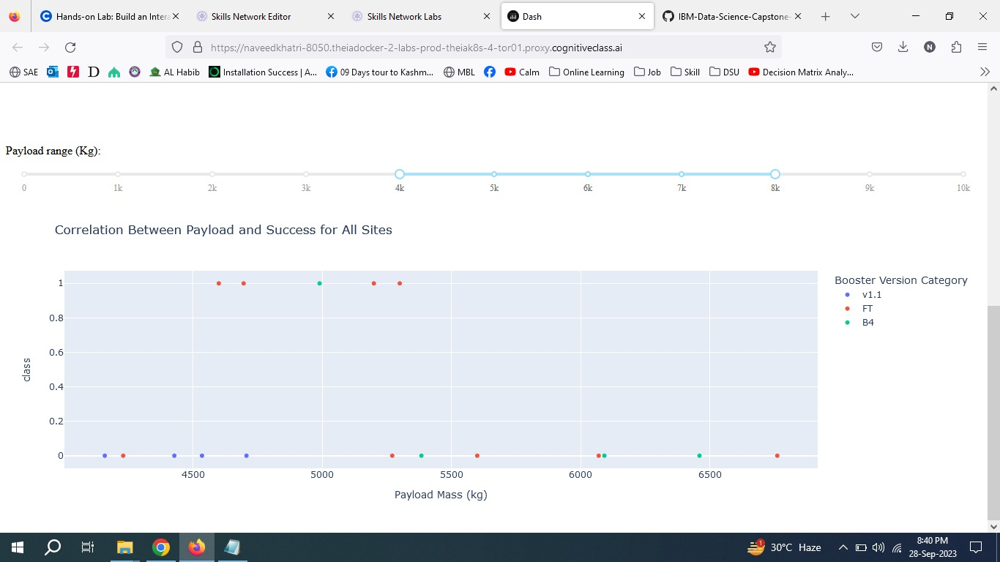 Hands-on Lab: Build an Intera
Skills Network Editor
Skills Network Labs
Dash
IBM-Data-Science-Capstone-
https://naveedkhatri-8050.theiadocker-2-labs-prod-theiak8s-4-tor01.proxy.cognitiveclass.ai
N
SAE
D
AL Habib
Installation Success | A...
09 Days tour to Kashm...
MBL
Calm
Online Learning
Job
Skill
DSU
Decision Matrix Analy...
Payload range (Kg):
0 1k 2k 3k 4k 5k 6k 7k 8k 9k 10k
Correlation Between Payload and Success for All Sites
Booster Version Category
v1.1
FT
B4
1
0.8
0.6
0.4
0.2
0
class
4500 5000 5500 6000 6500
Payload Mass (kg)
1
30°C Haze
8:40 PM
28-Sep-2023